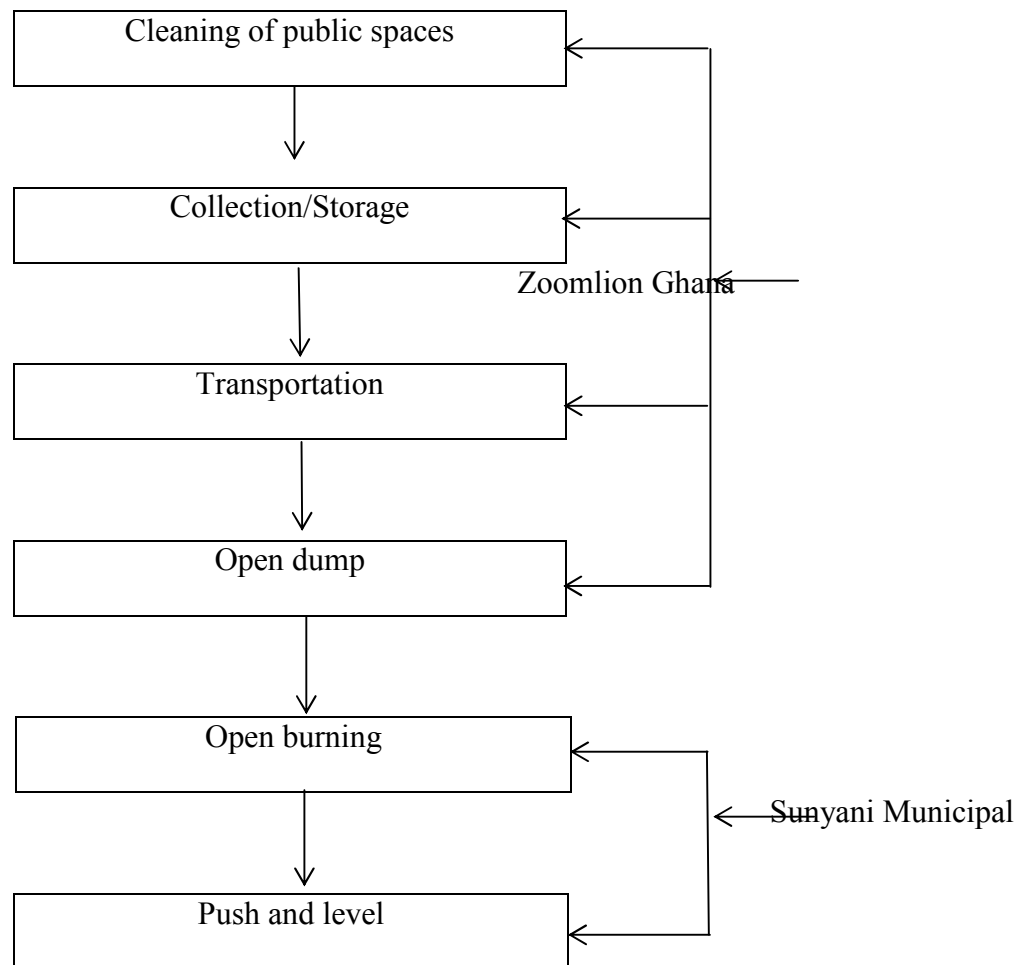 Cleaning of public spaces
Collection/Storage
Zoomlion Ghana
Transportation
Open dump
Open burning
Sunyani Municipal
Push and level